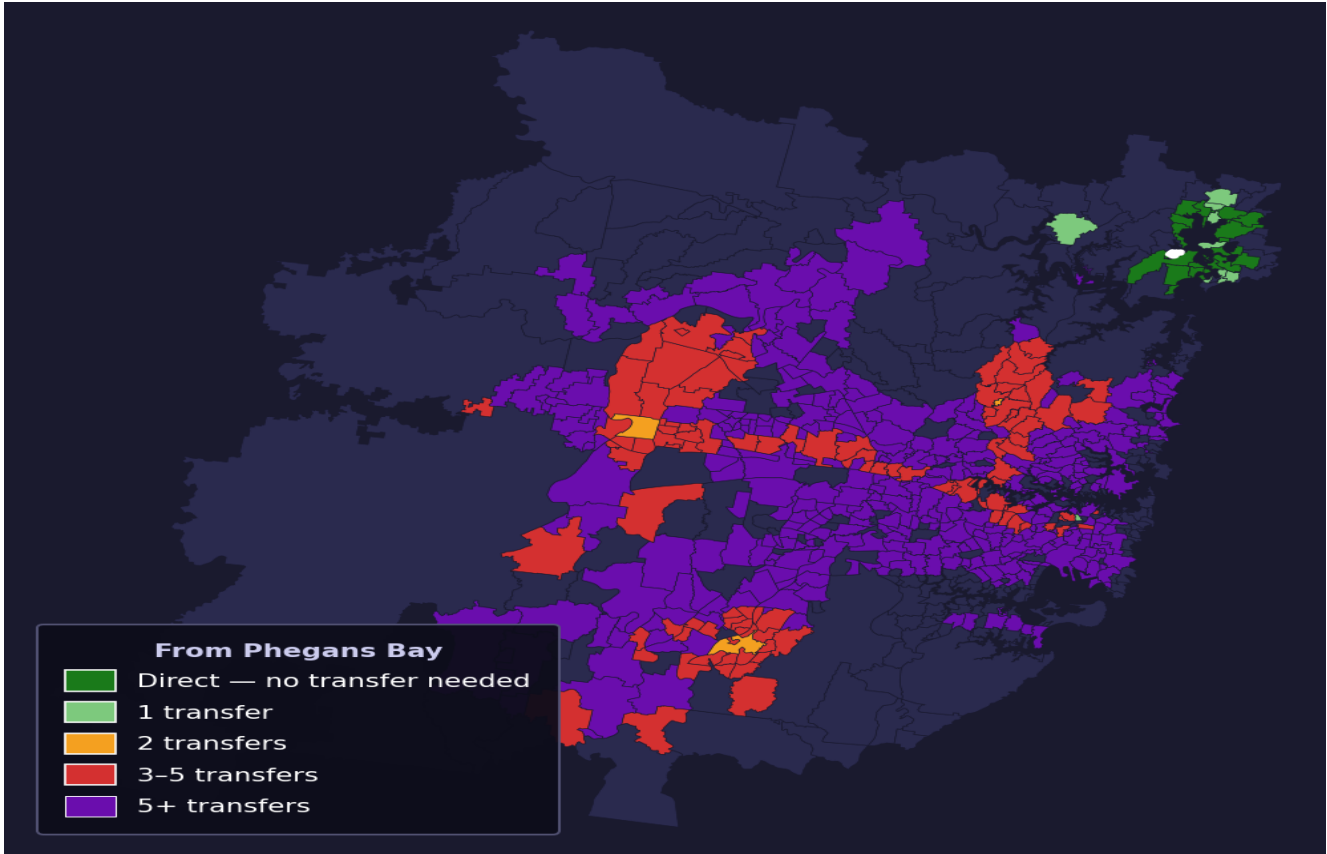 From Phegans Bay
Direct — no transfer needed
1 transfer
2 transfers
3–5 transfers
5+ transfers